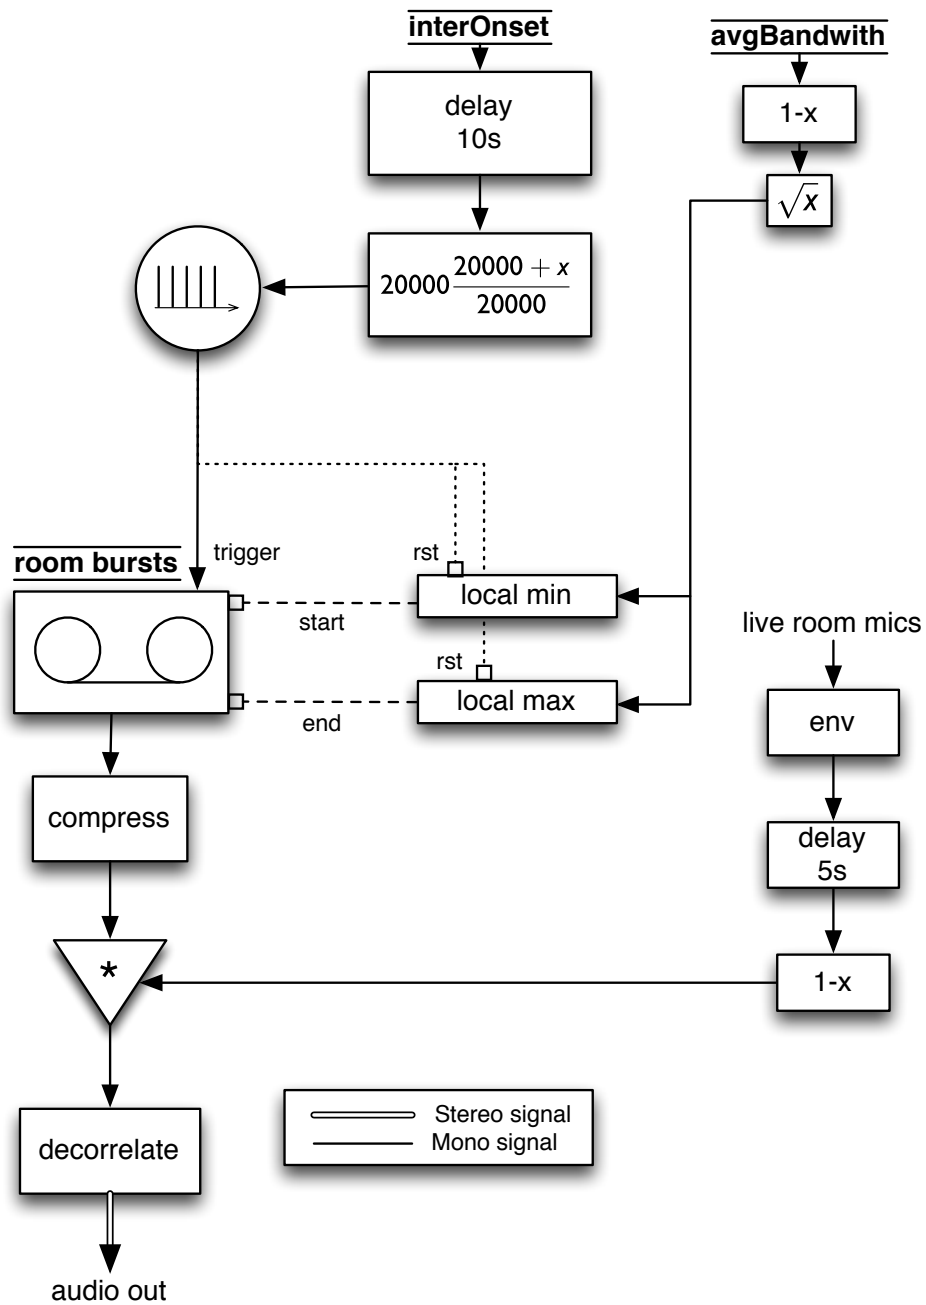 interOnset
avgBandwith
delay
10s
1-x
√x
20000 (20000 + x)/20000
trigger
room bursts
rst
local min
start
rst
local max
end
live room mics
env
compress
delay
5s
*
1-x
Stereo signal
Mono signal
decorrelate
audio out